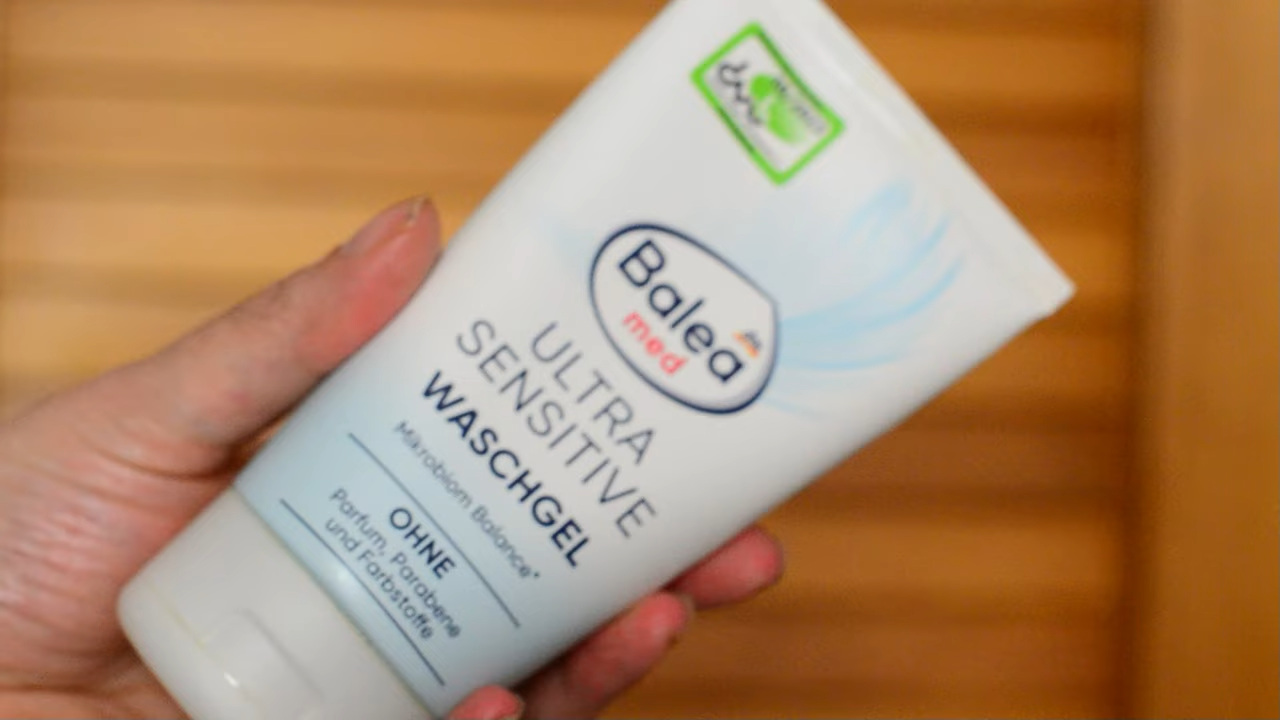 Balea
med
ULTRA
SENSITIVE
WASCHGEL
Mikrobiom Balance*
OHNE
Parfum, Parabene
und Farbstoffe